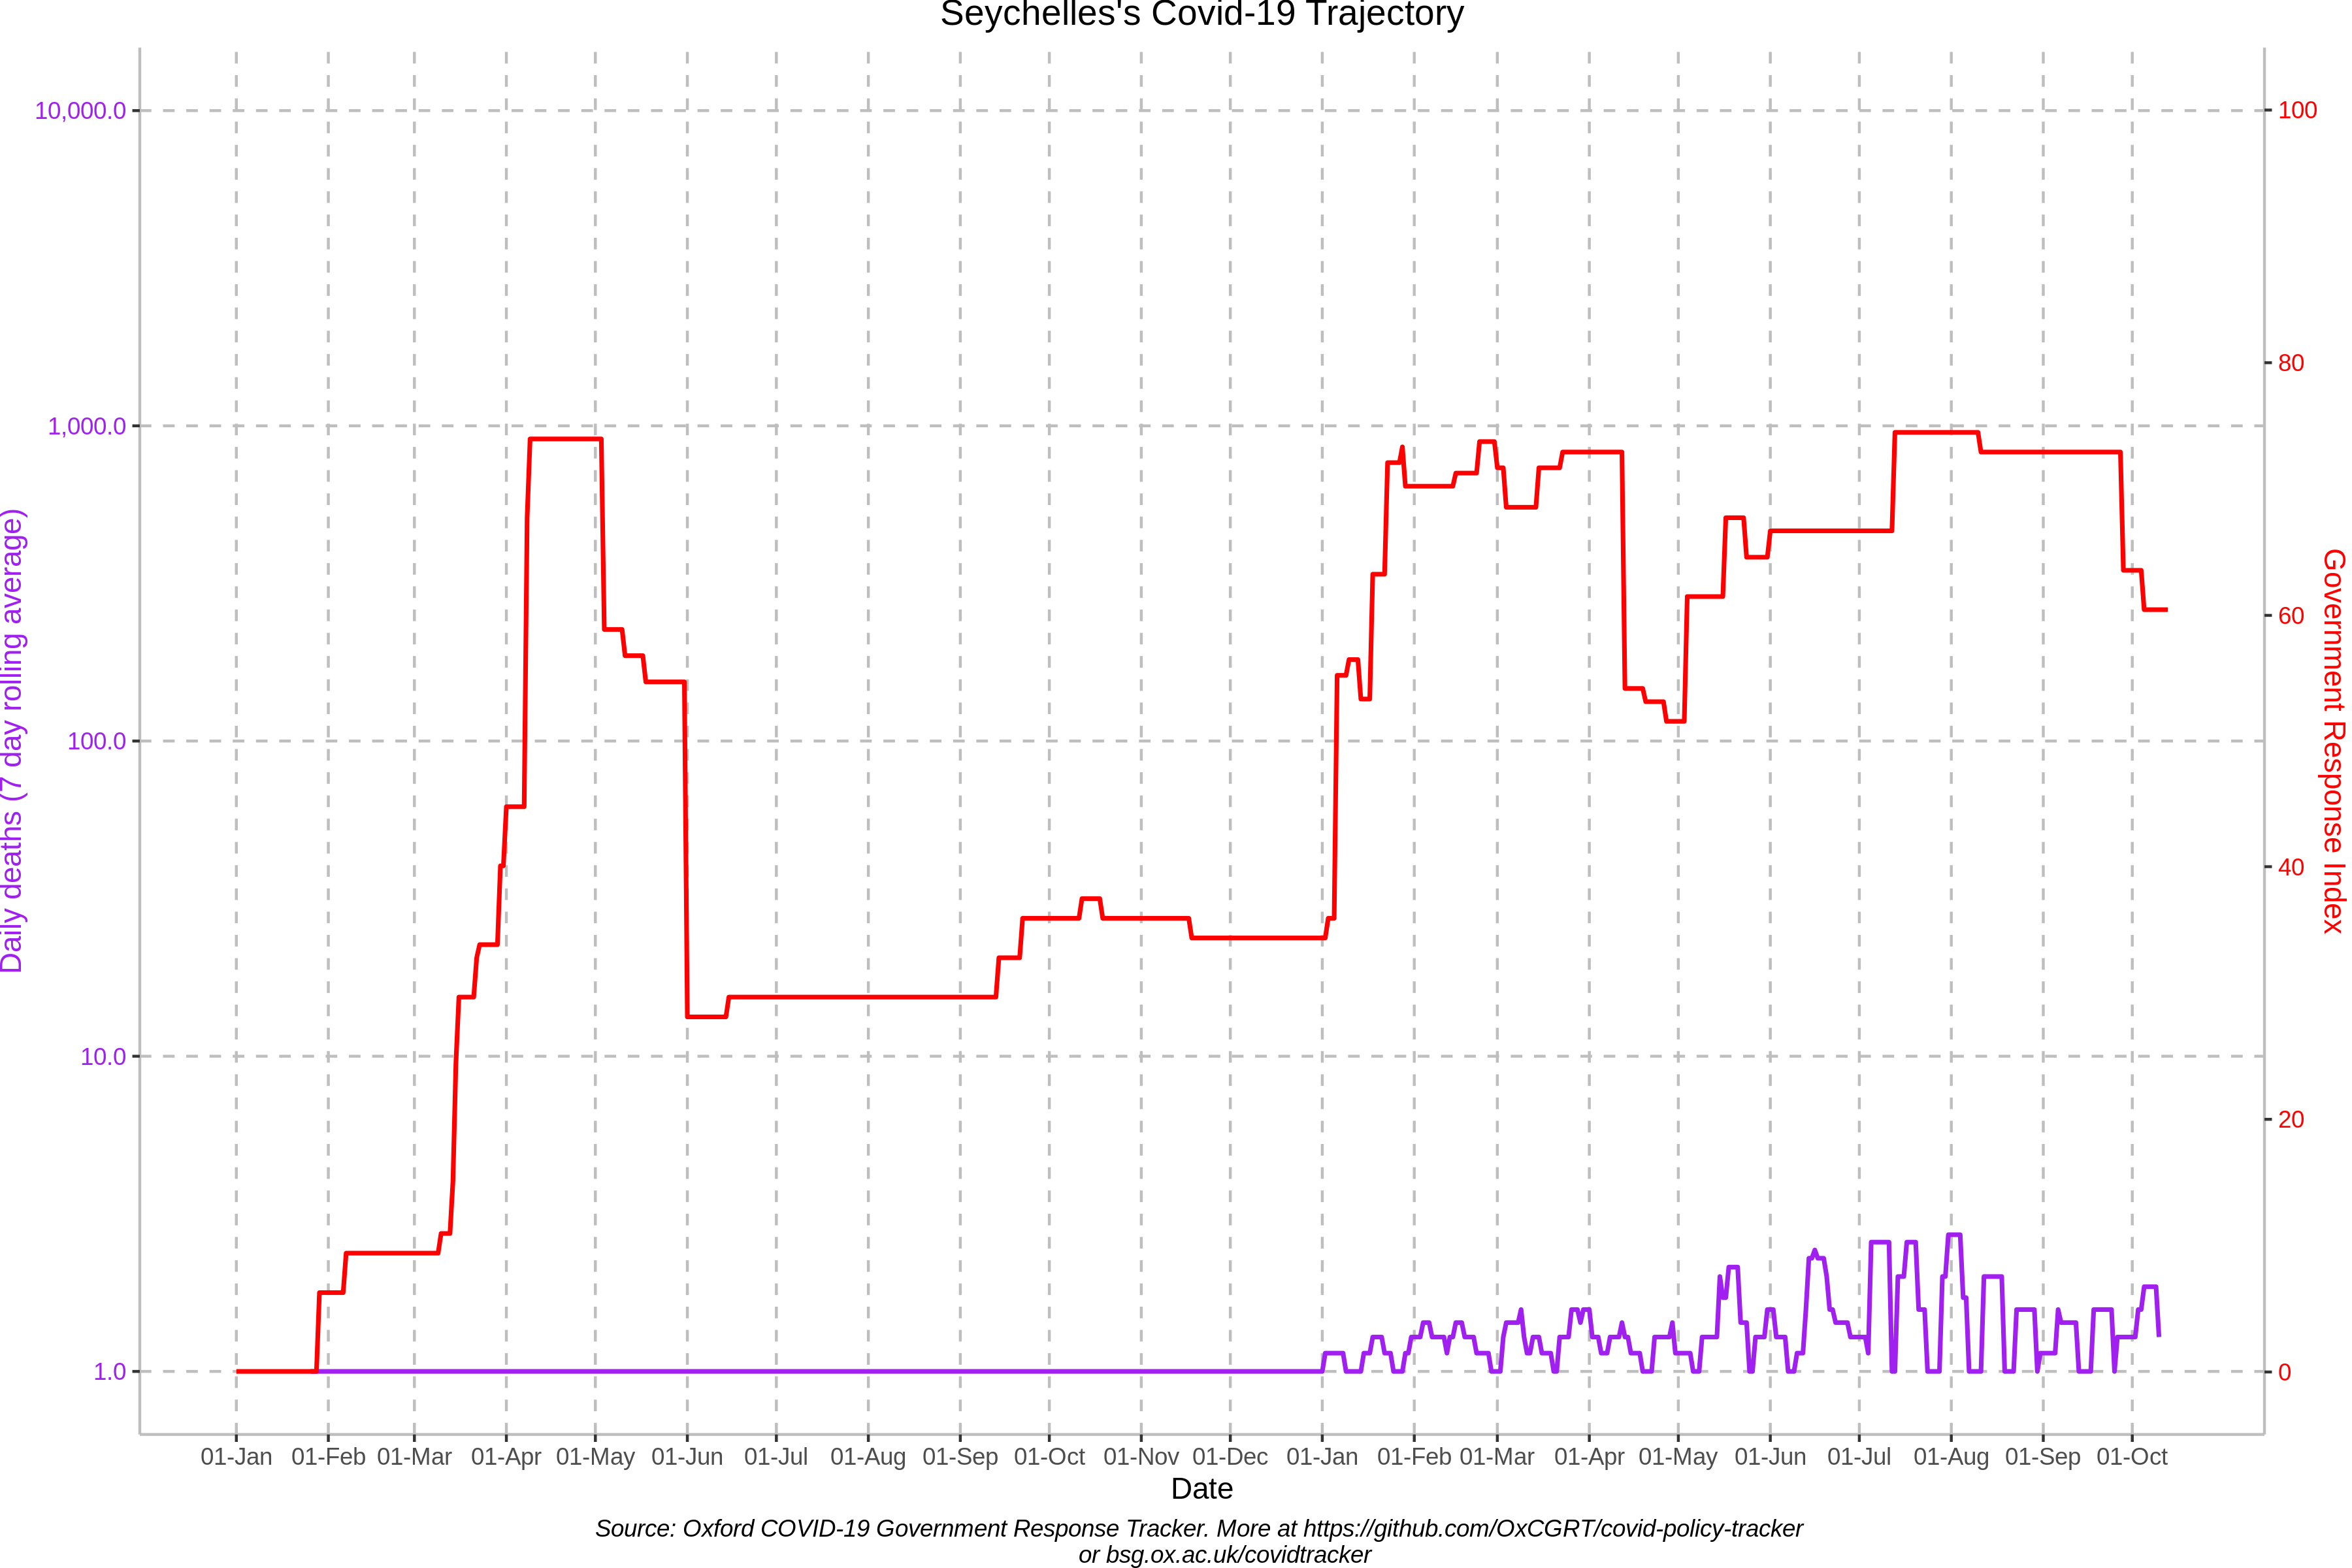 Seychelles's Covid-19 Trajectory
10,000.0
1,000.0
100.0
10.0
1.0
Daily deaths (7 day rolling average)
100
80
60
40
20
0
Government Response Index
01-Jan 01-Feb 01-Mar 01-Apr 01-May 01-Jun 01-Jul 01-Aug 01-Sep 01-Oct 01-Nov 01-Dec 01-Jan 01-Feb 01-Mar 01-Apr 01-May 01-Jun 01-Jul 01-Aug 01-Sep 01-Oct
Date
Source: Oxford COVID-19 Government Response Tracker. More at https://github.com/OxCGRT/covid-policy-tracker
or bsg.ox.ac.uk/covidtracker